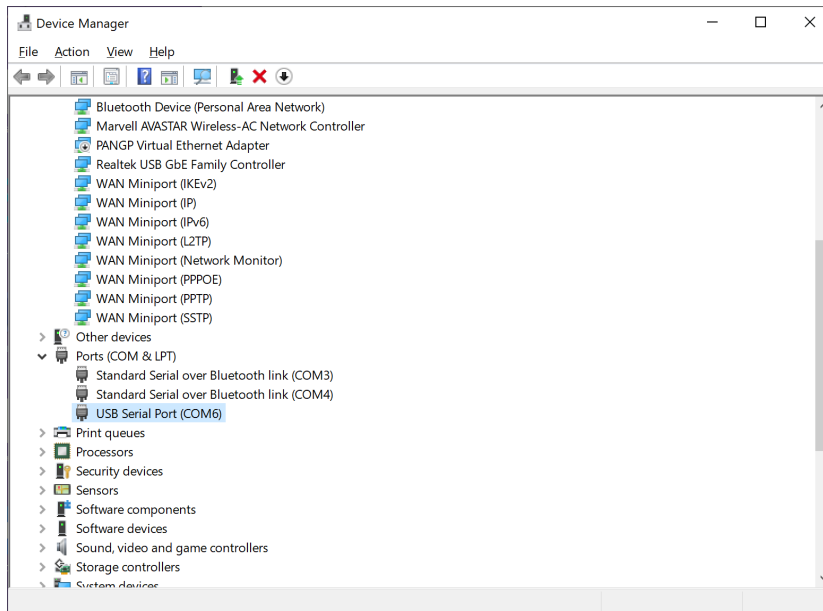 Device Manager
File Action View Help
Bluetooth Device (Personal Area Network)
Marvell AVASTAR Wireless-AC Network Controller
PANGP Virtual Ethernet Adapter
Realtek USB GbE Family Controller
WAN Miniport (IKEv2)
WAN Miniport (IP)
WAN Miniport (IPv6)
WAN Miniport (L2TP)
WAN Miniport (Network Monitor)
WAN Miniport (PPPOE)
WAN Miniport (PPTP)
WAN Miniport (SSTP)
Other devices
Ports (COM & LPT)
Standard Serial over Bluetooth link (COM3)
Standard Serial over Bluetooth link (COM4)
USB Serial Port (COM6)
Print queues
Processors
Security devices
Sensors
Software components
Software devices
Sound, video and game controllers
Storage controllers
System devices